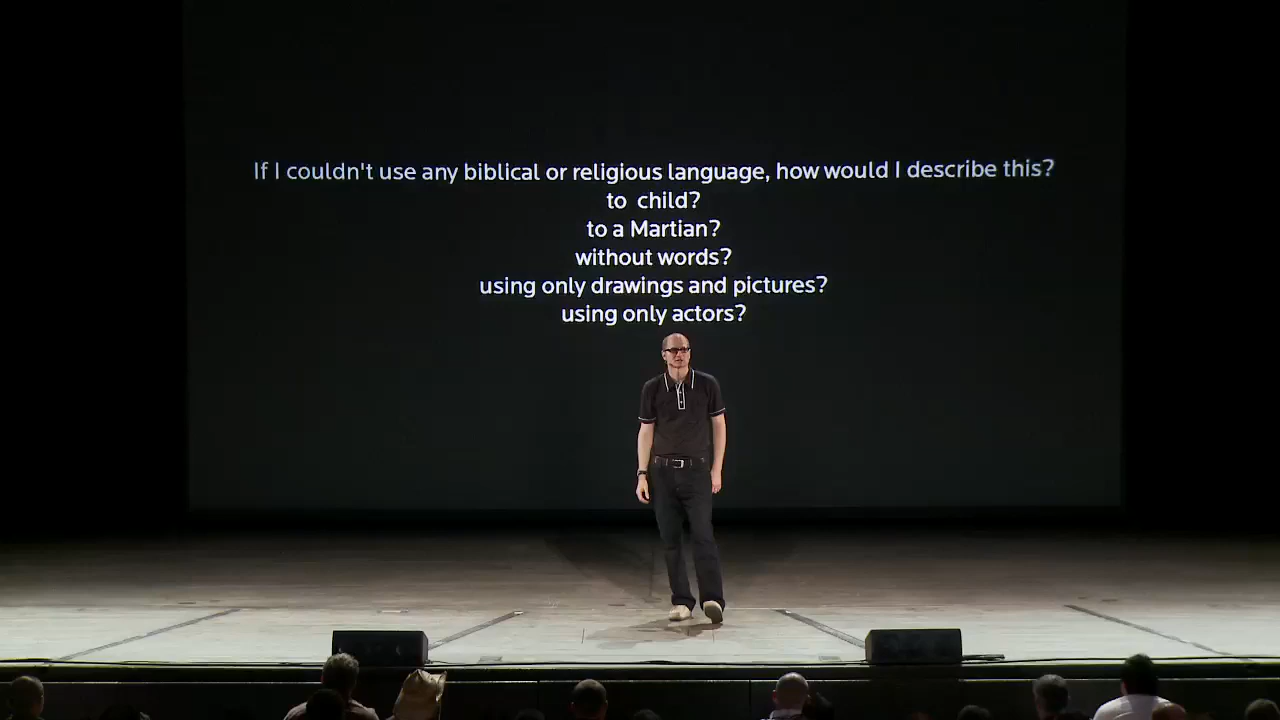 If I couldn't use any biblical or religious language, how would I describe this?
to child?
to a Martian?
without words?
using only drawings and pictures?
using only actors?